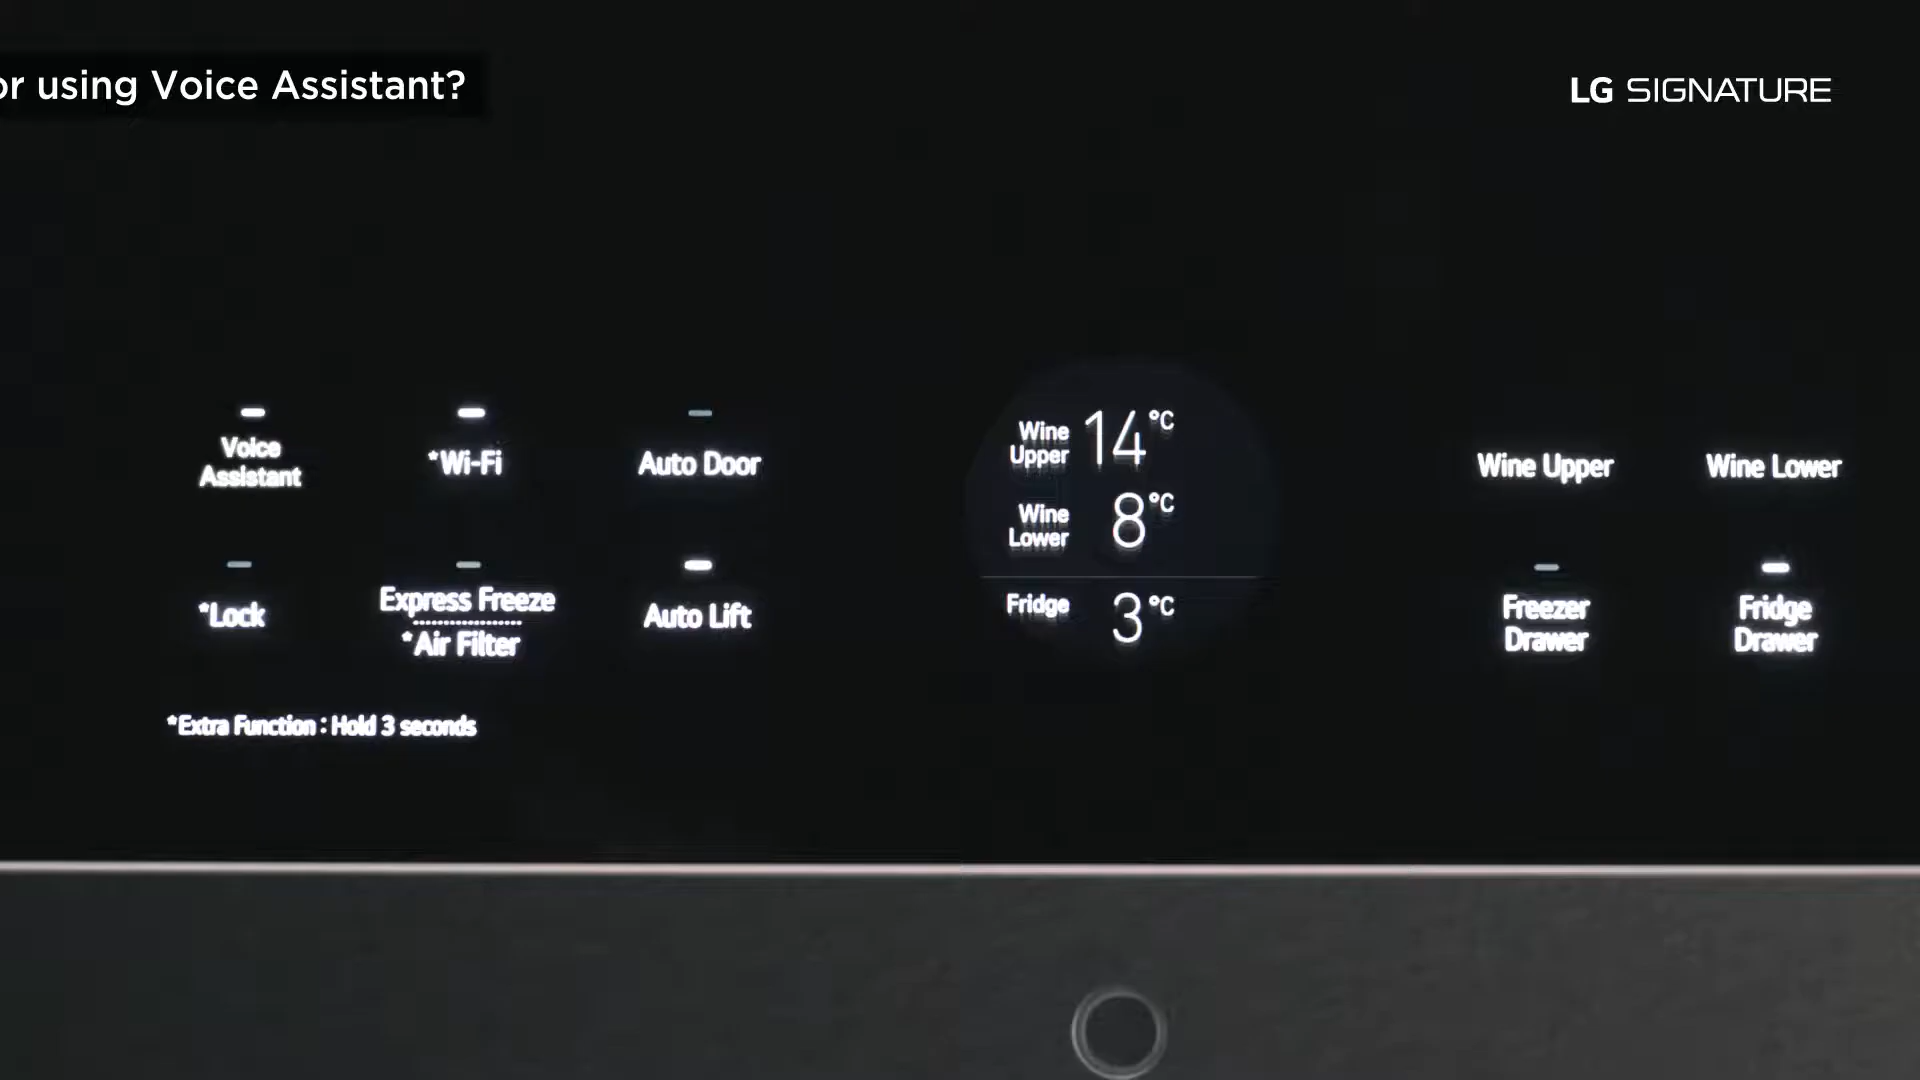 or using Voice Assistant?
LG SIGNATURE
Voice
Assistant
*Wi-Fi
Auto Door
*Lock
Express Freeze
*Air Filter
Auto Lift
*Extra Function : Hold 3 seconds
Wine
Upper
14°C
Wine
Lower
8°C
Fridge
3°C
Wine Upper
Wine Lower
Freezer
Drawer
Fridge
Drawer